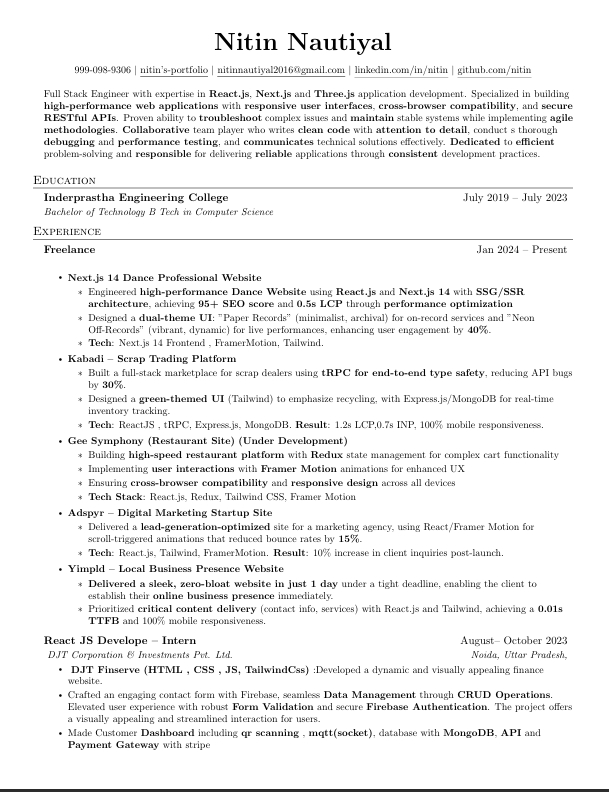 Nitin Nautiyal
999-098-9306 | nitin's-portfolio | nitinnautiyal2016@gmail.com | linkedin.com/in/nitin | github.com/nitin
Full Stack Engineer with expertise in React.js, Next.js and Three.js application development. Specialized in building
high-performance web applications with responsive user interfaces, cross-browser compatibility, and secure
RESTful APIs. Proven ability to troubleshoot complex issues and maintain stable systems while implementing agile
methodologies. Collaborative team player who writes clean code with attention to detail, conduct s thorough
debugging and performance testing, and communicates technical solutions effectively. Dedicated to efficient
problem-solving and responsible for delivering reliable applications through consistent development practices.
Education
Inderprastha Engineering College July 2019 – July 2023
Bachelor of Technology B Tech in Computer Science
Experience
Freelance Jan 2024 – Present
• Next.js 14 Dance Professional Website
∗ Engineered high-performance Dance Website using React.js and Next.js 14 with SSG/SSR
architecture, achieving 95+ SEO score and 0.5s LCP through performance optimization
∗ Designed a dual-theme UI: "Paper Records" (minimalist, archival) for on-record services and "Neon
Off-Records" (vibrant, dynamic) for live performances, enhancing user engagement by 40%.
∗ Tech: Next.js 14 Frontend , FramerMotion, Tailwind.
• Kabadi – Scrap Trading Platform
∗ Built a full-stack marketplace for scrap dealers using tRPC for end-to-end type safety, reducing API bugs
by 30%.
∗ Designed a green-themed UI (Tailwind) to emphasize recycling, with Express.js/MongoDB for real-time
inventory tracking.
∗ Tech: ReactJS , tRPC, Express.js, MongoDB. Result: 1.2s LCP,0.7s INP, 100% mobile responsiveness.
• Gee Symphony (Restaurant Site) (Under Development)
∗ Building high-speed restaurant platform with Redux state management for complex cart functionality
∗ Implementing user interactions with Framer Motion animations for enhanced UX
∗ Ensuring cross-browser compatibility and responsive design across all devices
∗ Tech Stack: React.js, Redux, Tailwind CSS, Framer Motion
• Adspyr – Digital Marketing Startup Site
∗ Delivered a lead-generation-optimized site for a marketing agency, using React/Framer Motion for
scroll-triggered animations that reduced bounce rates by 15%.
∗ Tech: React.js, Tailwind, FramerMotion. Result: 10% increase in client inquiries post-launch.
• Yimpld – Local Business Presence Website
∗ Delivered a sleek, zero-bloat website in just 1 day under a tight deadline, enabling the client to
establish their online business presence immediately.
∗ Prioritized critical content delivery (contact info, services) with React.js and Tailwind, achieving a 0.01s
TTFB and 100% mobile responsiveness.
React JS Develope – Intern August– October 2023
DJT Corporation & Investments Pvt. Ltd. Noida, Uttar Pradesh,
• DJT Finserve (HTML , CSS , JS, TailwindCss) :Developed a dynamic and visually appealing finance
website.
• Crafted an engaging contact form with Firebase, seamless Data Management through CRUD Operations.
Elevated user experience with robust Form Validation and secure Firebase Authentication. The project offers
a visually appealing and streamlined interaction for users.
• Made Customer Dashboard including qr scanning , mqtt(socket), database with MongoDB, API and
Payment Gateway with stripe